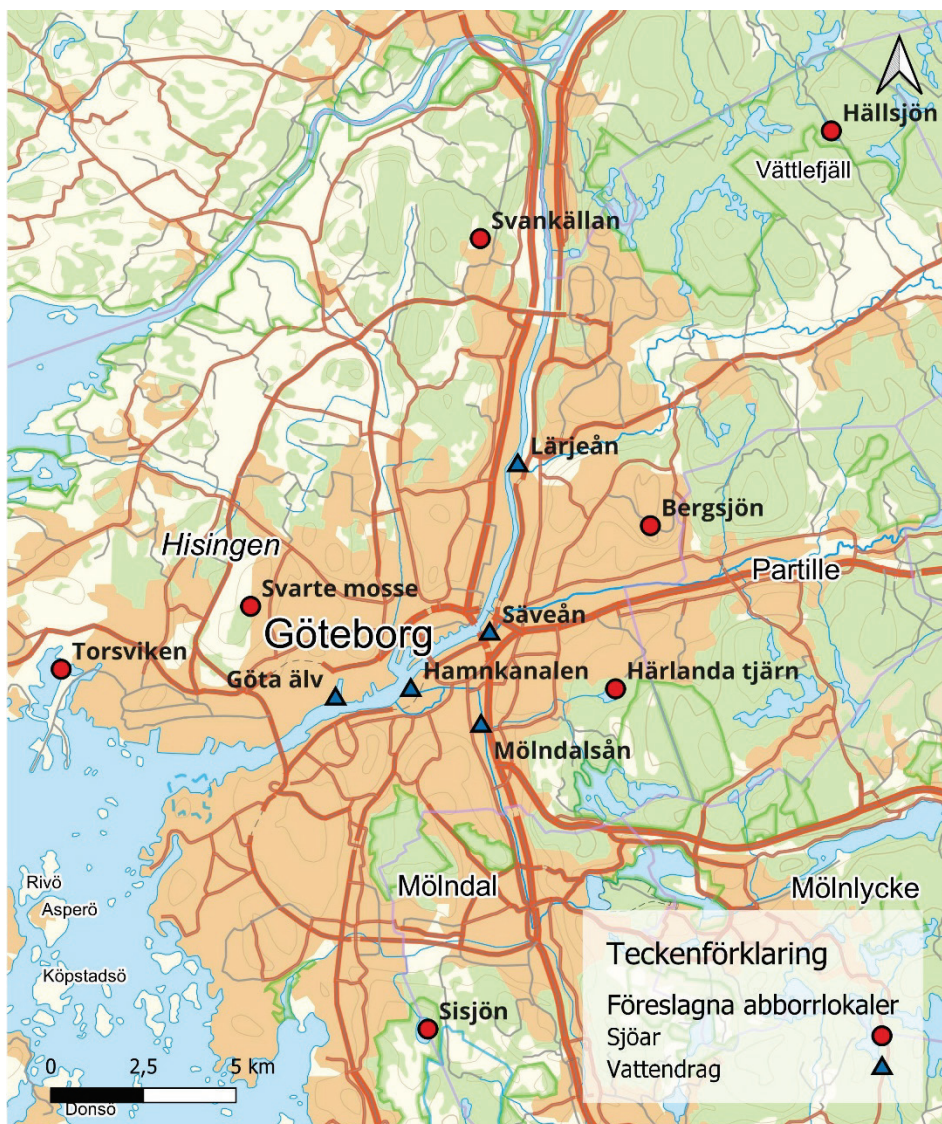 Hällsjön
Vättlefjäll
Svankällan
Lärjeån
Bergsjön
Hisingen
Partille
Svarte mosse
Göteborg
Säveån
Torsviken
Göta älv
Hamnkanalen
Härlanda tjärn
Mölndalsån
Rivö
Asperö
Mölndal
Mölnlycke
Köpstadsö
Sisjön
Teckenförklaring
Föreslagna abborrlokaler
Sjöar
Vattendrag
0 2,5 5 km
Donsö